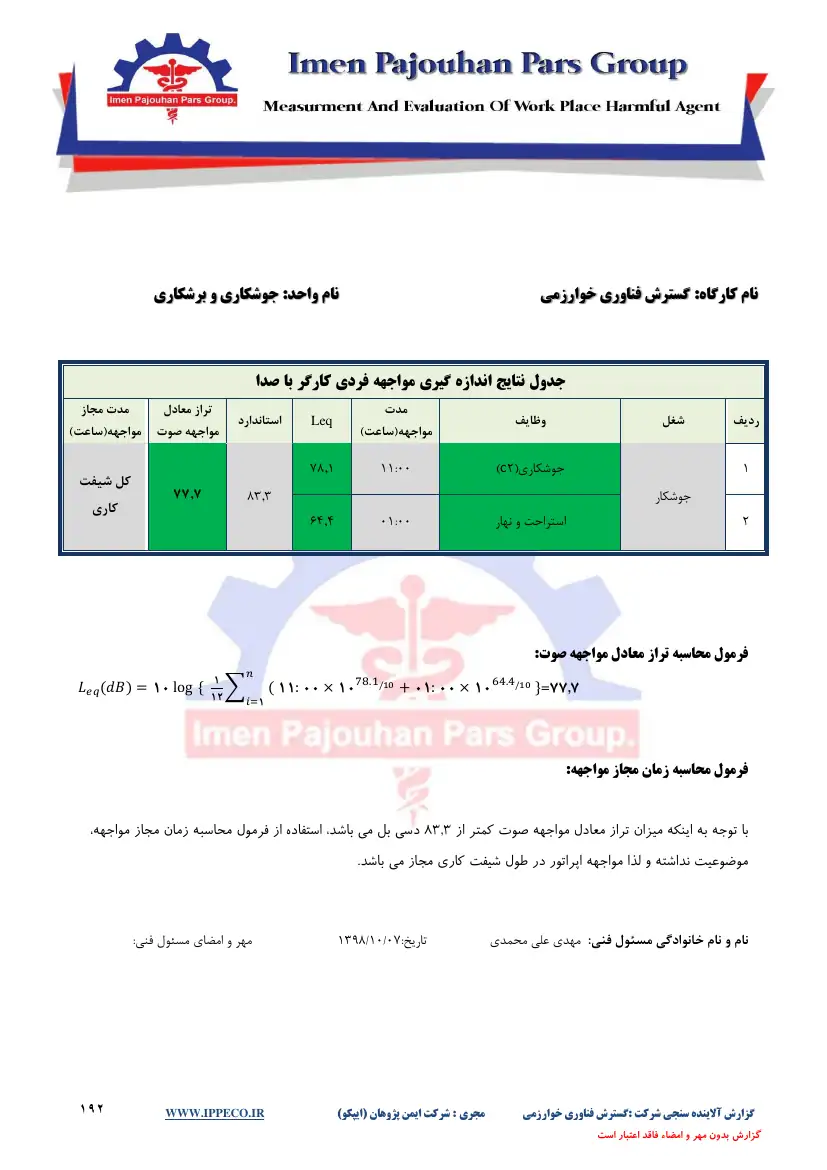 Imen Pajouhan Pars Group
Imen Pajouhan Pars Group.
Measurment And Evaluation Of Work Place Harmful Agent
نام کارگاه: گسترش فناوری خوارزمی نام واحد: جوشکاری و برشکاری
جدول نتایج اندازه گیری مواجهه فردی کارگر با صدا
ردیف شغل وظایف مدت مواجهه(ساعت) Leq استاندارد تراز معادل مواجهه صوت مدت مجاز مواجهه(ساعت)
۱ جوشکار جوشکاری(C۲) ۱۱:۰۰ ۷۸,۱ ۸۳,۳ ۷۷,۷ کل شیفت کاری
۲ استراحت و نهار ۰۱:۰۰ ۶۴,۴
فرمول محاسبه تراز معادل مواجهه صوت:
L_eq(dB) = ۱۰ log { ۱/۱۲ ∑_{i=۱}^{n} ( ۱۱: ۰۰ × ۱۰^{78.1/10} + ۰۱: ۰۰ × ۱۰^{64.4/10} }=۷۷,۷
Imen Pajouhan Pars Group.
فرمول محاسبه زمان مجاز مواجهه:
با توجه به اینکه میزان تراز معادل مواجهه صوت کمتر از ۸۳,۳ دسی بل می باشد، استفاده از فرمول محاسبه زمان مجاز مواجهه،
موضوعیت نداشته و لذا مواجهه اپراتور در طول شیفت کاری مجاز می باشد.
نام و نام خانوادگی مسئول فنی: مهدی علی محمدی تاریخ:۱۳۹۸/۱۰/۰۷ مهر و امضای مسئول فنی:
گزارش آلاینده سنجی شرکت :گسترش فناوری خوارزمی مجری : شرکت ایمن پژوهان (ایپکو) WWW.IPPECO.IR ۱۹۲
گزارش بدون مهر و امضاء فاقد اعتبار است